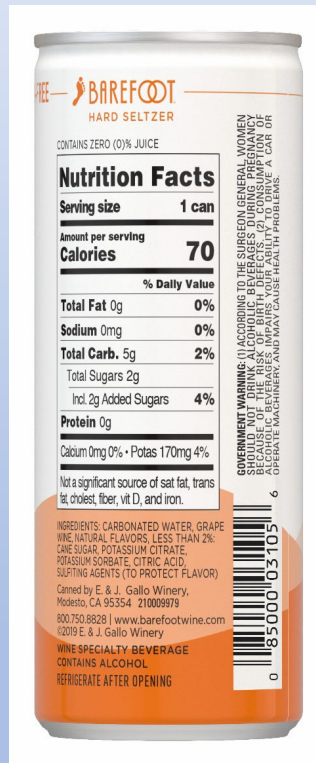 -FREE
BAREFOOT
HARD SELTZER
CONTAINS ZERO (0)% JUICE
Nutrition Facts
Serving size 1 can
Amount per serving
Calories 70
% Daily Value
Total Fat 0g 0%
Sodium 0mg 0%
Total Carb. 5g 2%
Total Sugars 2g
Incl. 2g Added Sugars 4%
Protein 0g
Calcium 0mg 0% • Potas 170mg 4%
Not a significant source of sat fat, trans
fat, cholest, fiber, vit D, and iron.
INGREDIENTS: CARBONATED WATER, GRAPE
WINE, NATURAL FLAVORS, LESS THAN 2%:
CANE SUGAR, POTASSIUM CITRATE,
POTASSIUM SORBATE, CITRIC ACID,
SULFITING AGENTS (TO PROTECT FLAVOR)
Canned by E. & J. Gallo Winery,
Modesto, CA 95354 210009979
800.750.8828 | www.barefootwine.com
©2019 E. & J. Gallo Winery
WINE SPECIALTY BEVERAGE
CONTAINS ALCOHOL
REFRIGERATE AFTER OPENING
GOVERNMENT WARNING: (1) ACCORDING TO THE SURGEON GENERAL, WOMEN
SHOULD NOT DRINK ALCOHOLIC BEVERAGES DURING PREGNANCY
BECAUSE OF THE RISK OF BIRTH DEFECTS. (2) CONSUMPTION OF
ALCOHOLIC BEVERAGES IMPAIRS YOUR ABILITY TO DRIVE A CAR OR
OPERATE MACHINERY, AND MAY CAUSE HEALTH PROBLEMS.
0 85000 03105 6